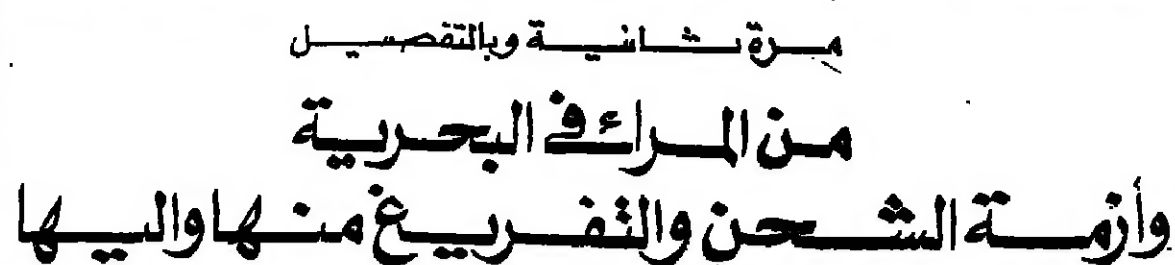 مرة ثانية وبالتفصيل
من المرافئ البحرية
وأزمة الشحن والتفريغ منها واليها